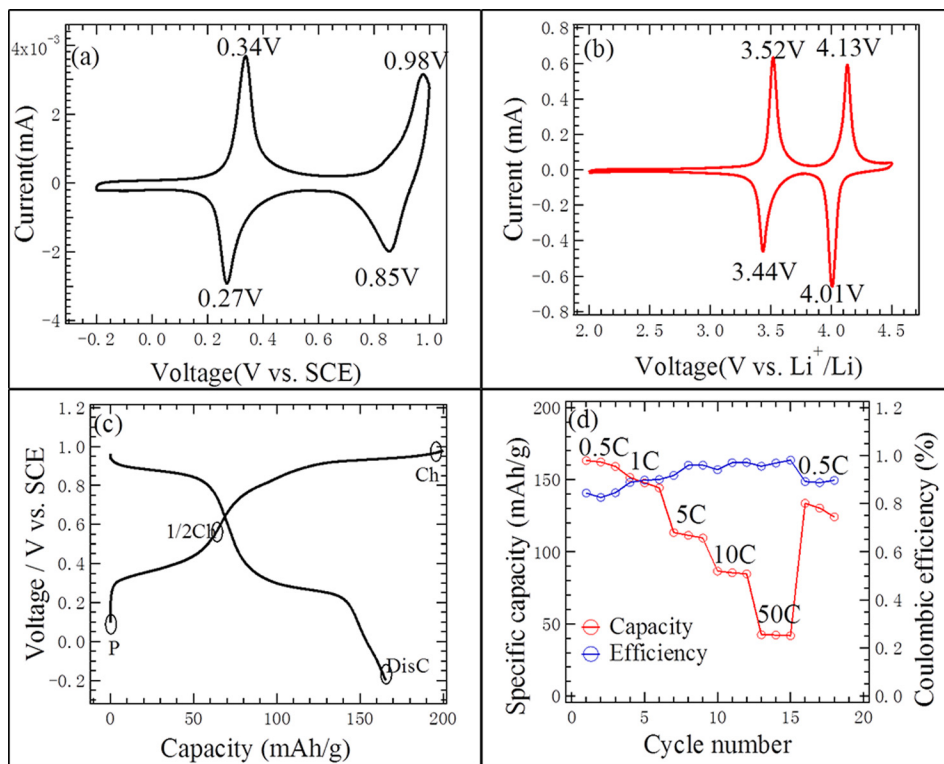 (a)
4x10⁻³
2
0
-2
-4
Current(mA)
0.34V
0.98V
0.27V
0.85V
-0.2 0.0 0.2 0.4 0.6 0.8 1.0
Voltage(V vs. SCE)
(b)
0.8
0.6
0.4
0.2
0.0
-0.2
-0.4
-0.6
-0.8
Current (mA)
3.52V 4.13V
3.44V
4.01V
2.0 2.5 3.0 3.5 4.0 4.5
Voltage(V vs. Li⁺/Li)
(c)
1.2
1.0
0.8
0.6
0.4
0.2
0.0
-0.2
Voltage / V vs. SCE
Ch
1/2Ch
P
DisC
0 50 100 150 200
Capacity (mAh/g)
(d)
200
150
100
50
0
Specific capacity (mAh/g)
0.5C
1C
5C
10C
50C
0.5C
Capacity
Efficiency
1.2
1.0
0.8
0.6
0.4
0.2
0.0
Coulombic efficiency (%)
0 5 10 15 20
Cycle number